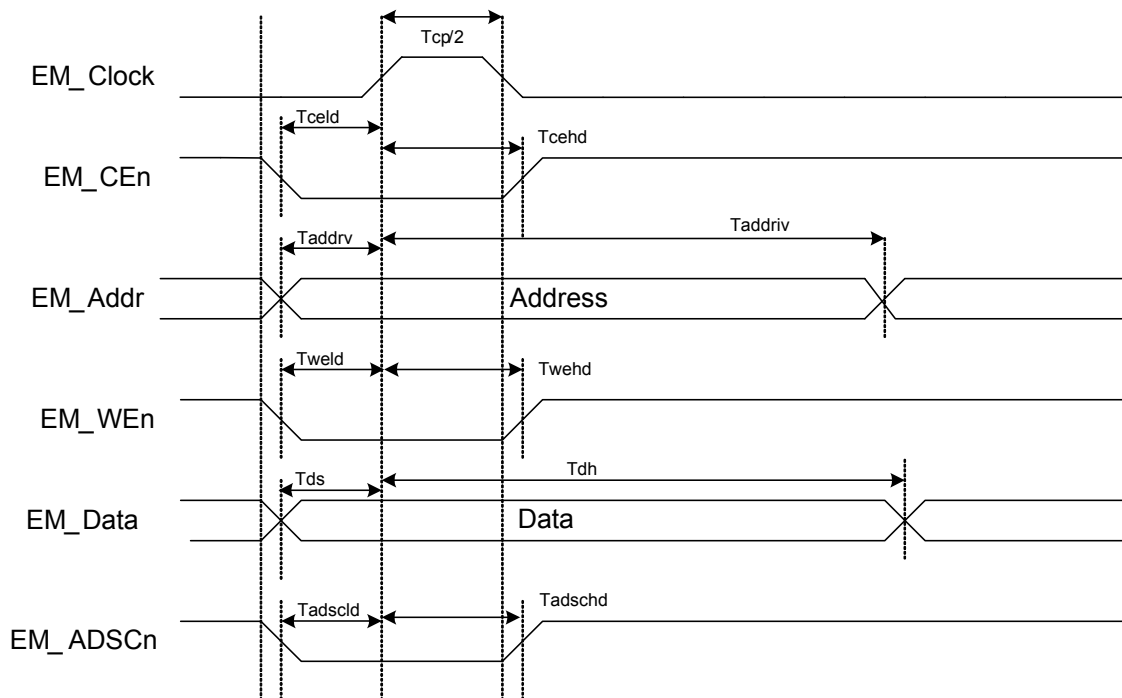 Tcp/2
EM_Clock
Tceld
Tcehd
EM_CEn
Taddrv
Taddriv
EM_Addr
Address
Tweld
Twehd
EM_WEn
Tds
Tdh
EM_Data
Data
Tadscld
Tadschd
EM_ADSCn